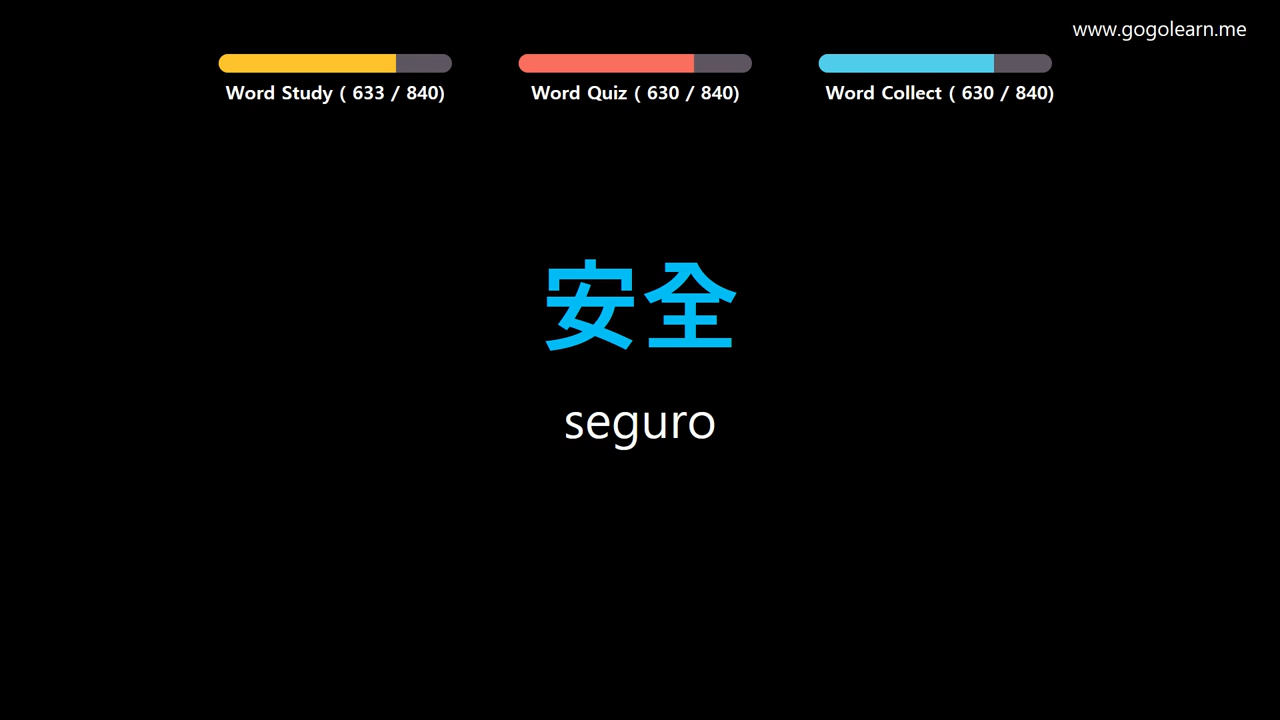 www.gogolearn.me
Word Study ( 633 / 840)
Word Quiz ( 630 / 840)
Word Collect ( 630 / 840)
安全
seguro